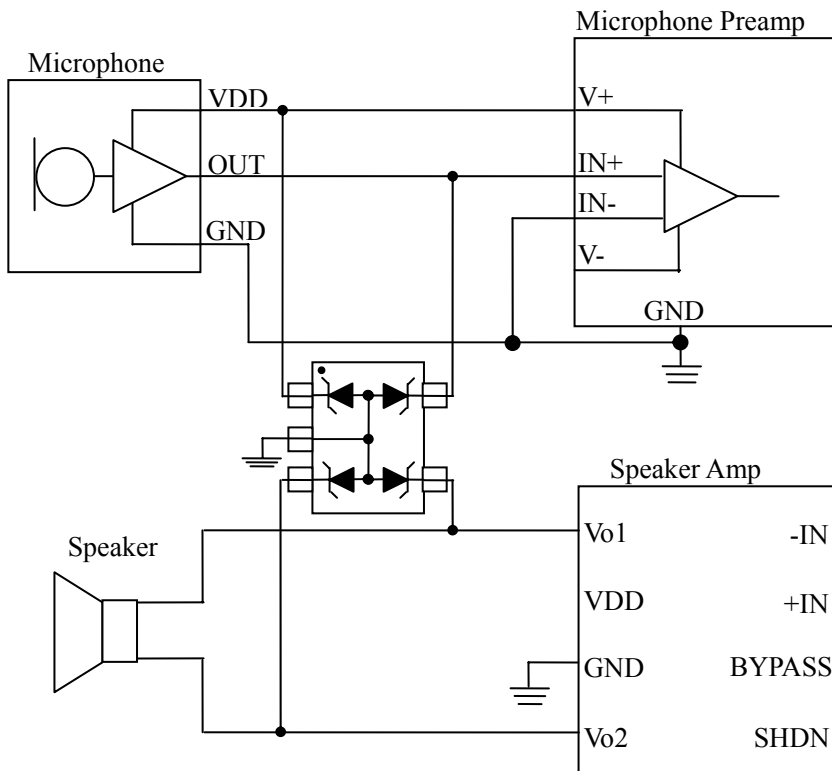 Microphone Preamp
Microphone
VDD
V+
OUT
IN+
IN-
GND
V-
GND
Speaker Amp
Speaker
Vo1
-IN
VDD
+IN
GND
BYPASS
Vo2
SHDN